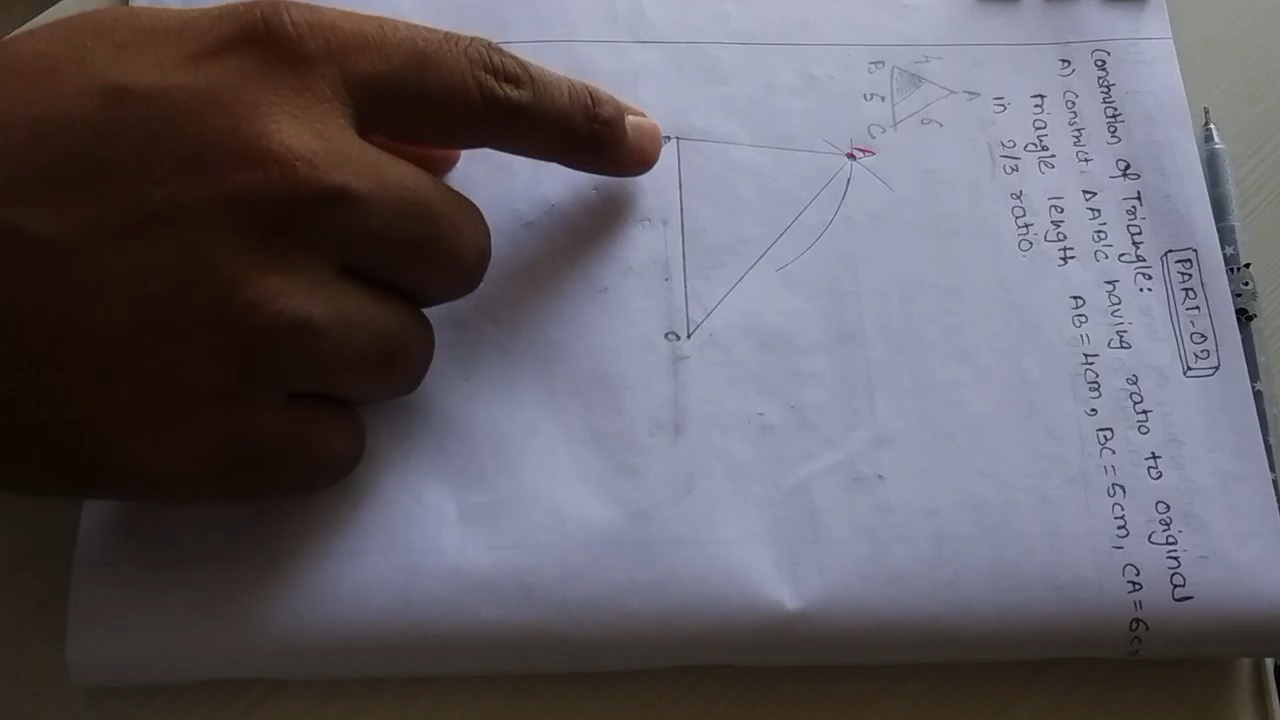 PART-02
Construction of Triangle:
A) construct ΔA'B'C having ratio to original
triangle length AB=4cm, BC=5cm, CA=6cm
in 2/3 ratio.
A
4
6
B
5
C
A
C